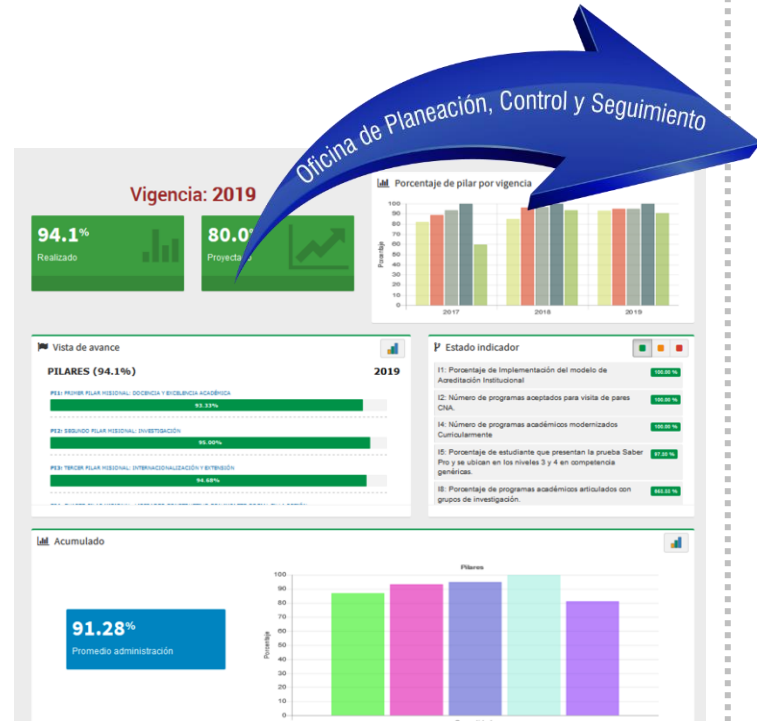 Oficina de Planeación, Control y Seguimiento
Vigencia: 2019
94.1%
Realizado
80.0
Proyecta
Porcentaje de pilar por vigencia
100
90
80
70
60
50
40
30
20
10
0
Porcentaje
2017
2018
2019
Vista de avance
PILARES (94.1%)
2019
PE1: PRIMER PILAR MISIONAL: DOCENCIA Y EXCELENCIA ACADÉMICA
93.33%
PE2: SEGUNDO PILAR MISIONAL: INVESTIGACIÓN
95.00%
PE3: TERCER PILAR MISIONAL: INTERNACIONALIZACIÓN Y EXTENSIÓN
94.68%
Estado indicador
I1: Porcentaje de Implementación del modelo de
Acreditación Institucional
100.00 %
I2: Número de programas aceptados para visita de pares
CNA.
100.00 %
I4: Número de programas académicos modernizados
Curricularmente
100.00 %
I5: Porcentaje de estudiante que presentan la prueba Saber
Pro y se ubican en los niveles 3 y 4 en competencia
genéricas.
97.30 %
I8: Porcentaje de programas académicos articulados con
grupos de investigación.
Acumulado
91.28%
Promedio administración
Pilares
100
90
80
70
60
50
40
30
20
10
0
Porcentaje